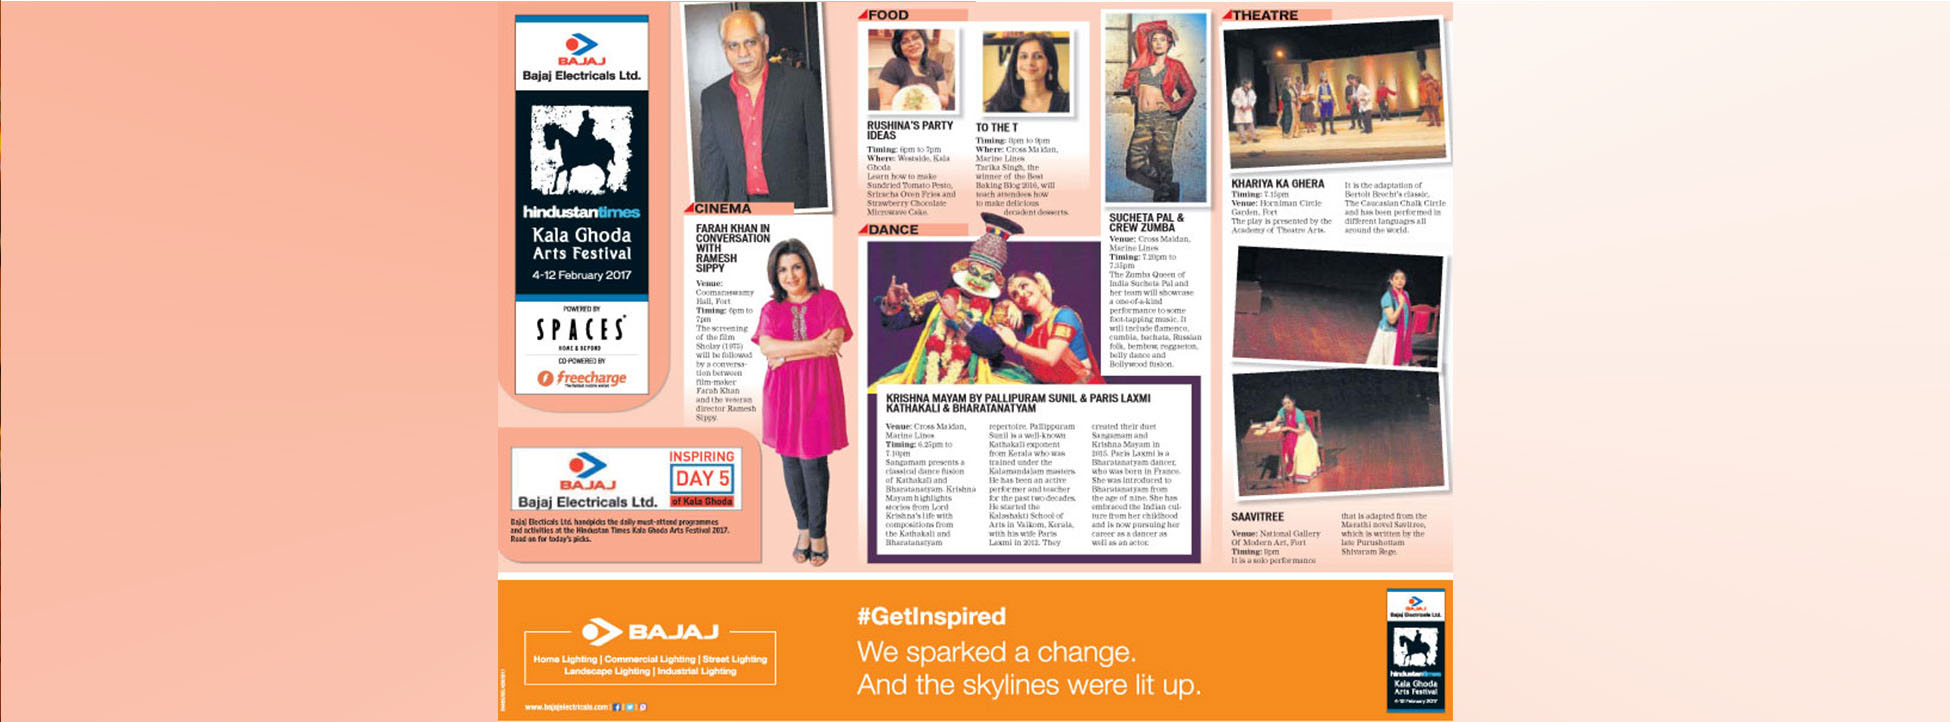 BAJAJ
Bajaj Electricals Ltd.
hindustantimes
Kala Ghoda
Arts Festival
4-12 February 2017
POWERED BY
SPACES
HOME & BEYOND
CO-POWERED BY
freecharge
BAJAJ
Bajaj Electricals Ltd.
INSPIRING
DAY 5
of Kala Ghoda
Bajaj Electicals Ltd. handpicks the daily must-attend programmes
and activities at the Hindustan Times Kala Ghoda Arts Festival 2017.
Read on for today's picks.
CINEMA
FARAH KHAN IN
CONVERSATION
WITH
RAMESH
SIPPY
Venue:
Coomaraswamy
Hall, Fort
Timing: 6pm to
7pm
The screening
of the film
Sholay (1975)
will be followed
by a conversa-
tion between
film-maker
Farah Khan
and the veteran
director Ramesh
Sippy.
FOOD
RUSHINA'S PARTY
IDEAS
Timing: 6pm to 7pm
Where: Westside, Kala
Ghoda
Learn how to make
Sundried Tomato Pesto,
Sriracha Oven Fries and
Strawberry Chocolate
Microwave Cake.
TO THE T
Timing: 8pm to 9pm
Where: Cross Maidan,
Marine Lines
Tarika Singh, the
winner of the Best
Baking Blog 2016, will
teach attendees how
to make delicious
decadent desserts.
DANCE
SUCHETA PAL &
CREW ZUMBA
Venue: Cross Maidan,
Marine Lines
Timing: 7.20pm to
7.35pm
The Zumba Queen of
India Sucheta Pal and
her team will showcase
a one-of-a-kind
performance to some
foot-tapping music. It
will include flamenco,
cumbia, bachata, Russian
folk, bembow, reggaeton,
belly dance and
Bollywood fusion.
KRISHNA MAYAM BY PALLIPURAM SUNIL & PARIS LAXMI
KATHAKALI & BHARATANATYAM
Venue: Cross Maidan,
Marine Lines
Timing: 6.25pm to
7.10pm
Sangamam presents a
classical dance fusion
of Kathakali and
Bharatanatyam. Krishna
Mayam highlights
stories from Lord
Krishna's life with
compositions from
the Kathakali and
Bharatanatyam
repertoire. Pallippuram
Sunil is a well-known
Kathakali exponent
from Kerala who was
trained under the
Kalamandalam masters.
He has been an active
performer and teacher
for the past two decades.
He started the
Kalashakti School of
Arts in Vaikom, Kerala,
with his wife Paris
Laxmi in 2012. They
created their duet
Sangamam and
Krishna Mayam in
2015. Paris Laxmi is a
Bharatanatyam dancer,
who was born in France.
She was introduced to
Bharatanatyam from
the age of nine. She has
embraced the Indian cul-
ture from her childhood
and is now pursuing her
career as a dancer as
well as an actor.
THEATRE
KHARIYA KA GHERA
Timing: 7.15pm
Venue: Horniman Circle
Garden, Fort
The play is presented by the
Academy of Theatre Arts.
It is the adaptation of
Bertolt Brecht's classic,
The Caucasian Chalk Circle
and has been performed in
different languages all
around the world.
SAAVITREE
Venue: National Gallery
Of Modern Art, Fort
Timing: 8pm
It is a solo performance
that is adapted from the
Marathi novel Savitree,
which is written by the
late Purushottam
Shivaram Rege.
BAJAJ
Home Lighting | Commercial Lighting | Street Lighting
Landscape Lighting | Industrial Lighting
www.bajajelectricals.com
#GetInspired
We sparked a change.
And the skylines were lit up.
BAJAJ
Bajaj Electricals Ltd.
hindustantimes
Kala Ghoda
Arts Festival
4-12 February 2017